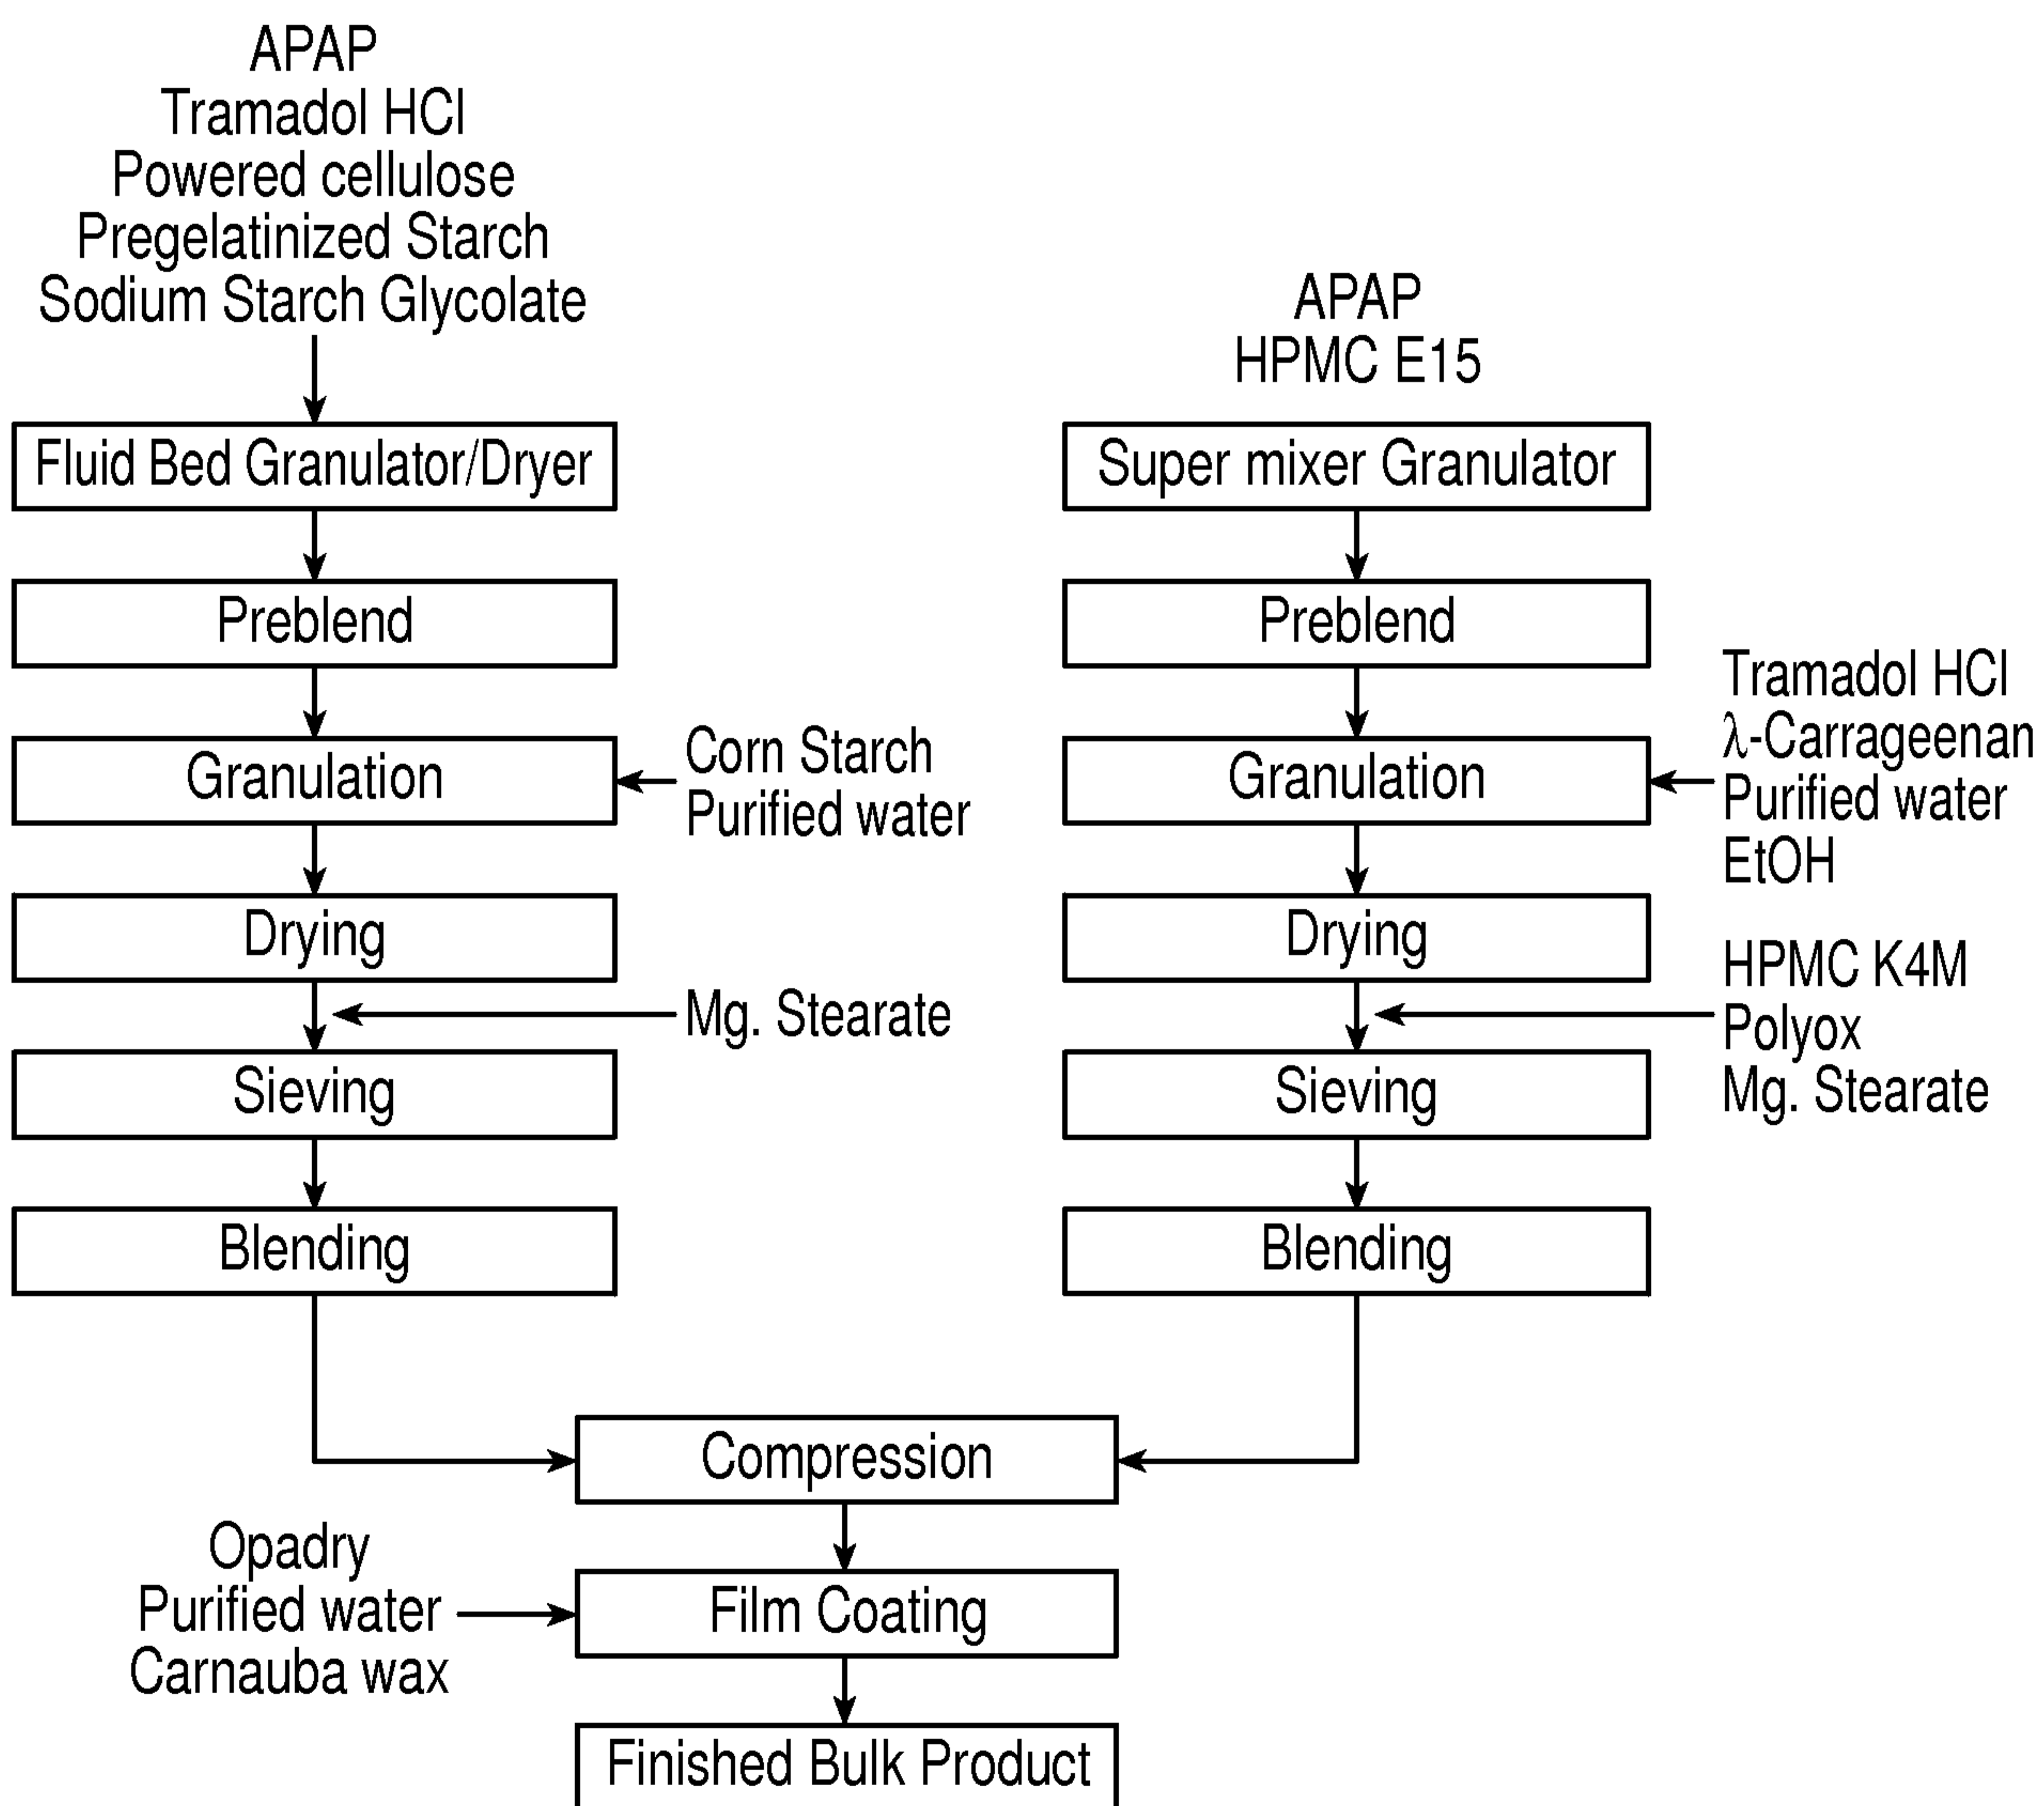 APAP
Tramadol HCl
Powered cellulose
Pregelatinized Starch
Sodium Starch Glycolate
Fluid Bed Granulator/Dryer
Preblend
Granulation
Corn Starch
Purified water
Drying
Mg. Stearate
Sieving
Blending
APAP
HPMC E15
Super mixer Granulator
Preblend
Granulation
Tramadol HCl
λ-Carrageenan
Purified water
EtOH
Drying
HPMC K4M
Polyox
Mg. Stearate
Sieving
Blending
Compression
Opadry
Purified water
Carnauba wax
Film Coating
Finished Bulk Product